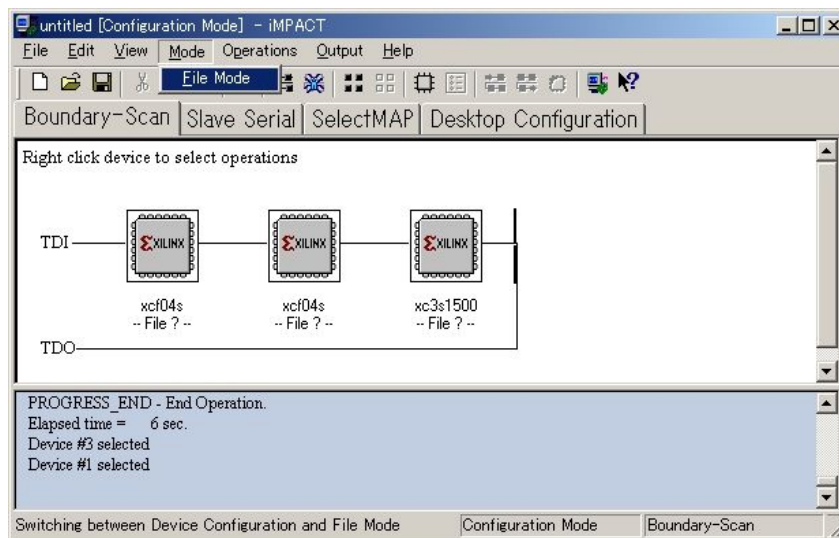 untitled [Configuration Mode] - iMPACT
File Edit View Mode Operations Output Help
File Mode
Boundary-Scan Slave Serial SelectMAP Desktop Configuration
Right click device to select operations
TDI XILINX XILINX XILINX
xcf04s xcf04s xc3s1500
-- File ? -- -- File ? -- -- File ? --
TDO
PROGRESS_END - End Operation.
Elapsed time = 6 sec.
Device #3 selected
Device #1 selected
Switching between Device Configuration and File Mode Configuration Mode Boundary-Scan